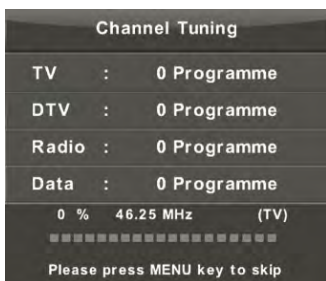 Channel Tuning
TV : 0 Programme
DTV : 0 Programme
Radio : 0 Programme
Data : 0 Programme
0 % 46.25 MHz (TV)
Please press MENU key to skip